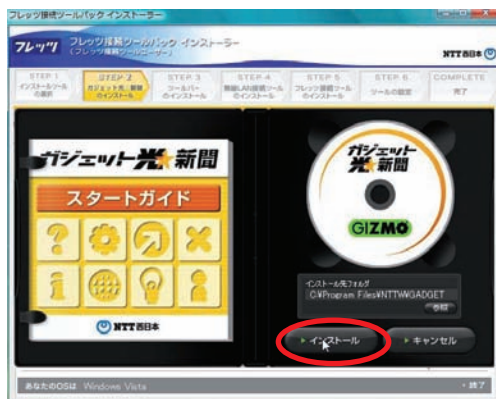 フレッツ接続ツールパック インストーラー
フレッツ フレッツ接続ツールパック インストーラー
(フレッツ接続ツールユーザー)
NTT西日本
STEP 1
インストールツール
の選択
STEP 2
ガジェット光★新聞
のインストール
STEP 3
ツールバー
のインストール
STEP 4
無線LAN接続ツール
のインストール
STEP 5
フレッツ接続ツール
のインストール
STEP 6
ツールの設定
COMPLETE
完了
ガジェット光★新聞
スタートガイド
?
i
NTT西日本
ガジェット
光★新聞
GIZMO
インストール先フォルダ
C:¥Program Files¥NTTW¥GADGET
参照
インストール
キャンセル
あなたのOSは Windows Vista
終了